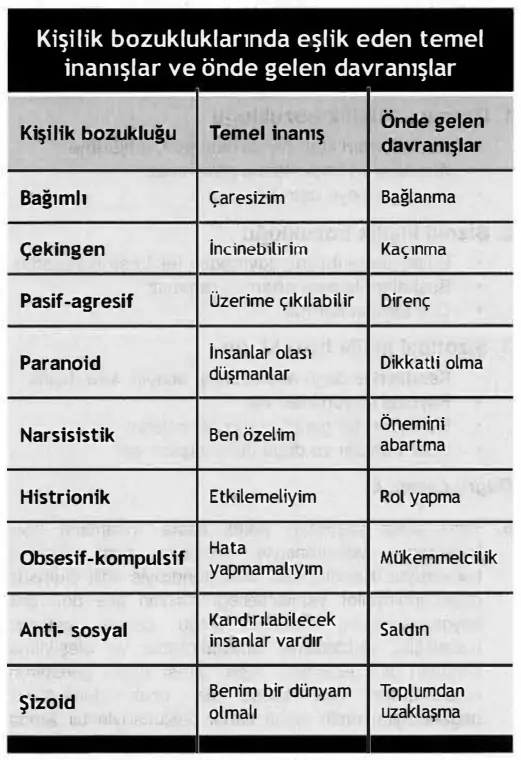 Kişilik bozukluklarında eşlik eden temel
inanışlar ve önde gelen davranışlar
Kişilik bozukluğu Temel inanış Önde gelen davranışlar
Bağımlı Çaresizim Bağlanma
Çekingen İncinebilirim Kaçınma
Pasif-agresif Üzerime çıkılabilir Direnç
Paranoid İnsanlar olası düşmanlar Dikkatli olma
Narsisistik Ben özelim Önemini abartma
Histrionik Etkilemeliyim Rol yapma
Obsesif-kompulsif Hata yapmamalıyım Mükemmelcilik
Anti- sosyal Kandırılabilecek insanlar vardır Saldırı
Şizoid Benim bir dünyam olmalı Toplumdan uzaklaşma